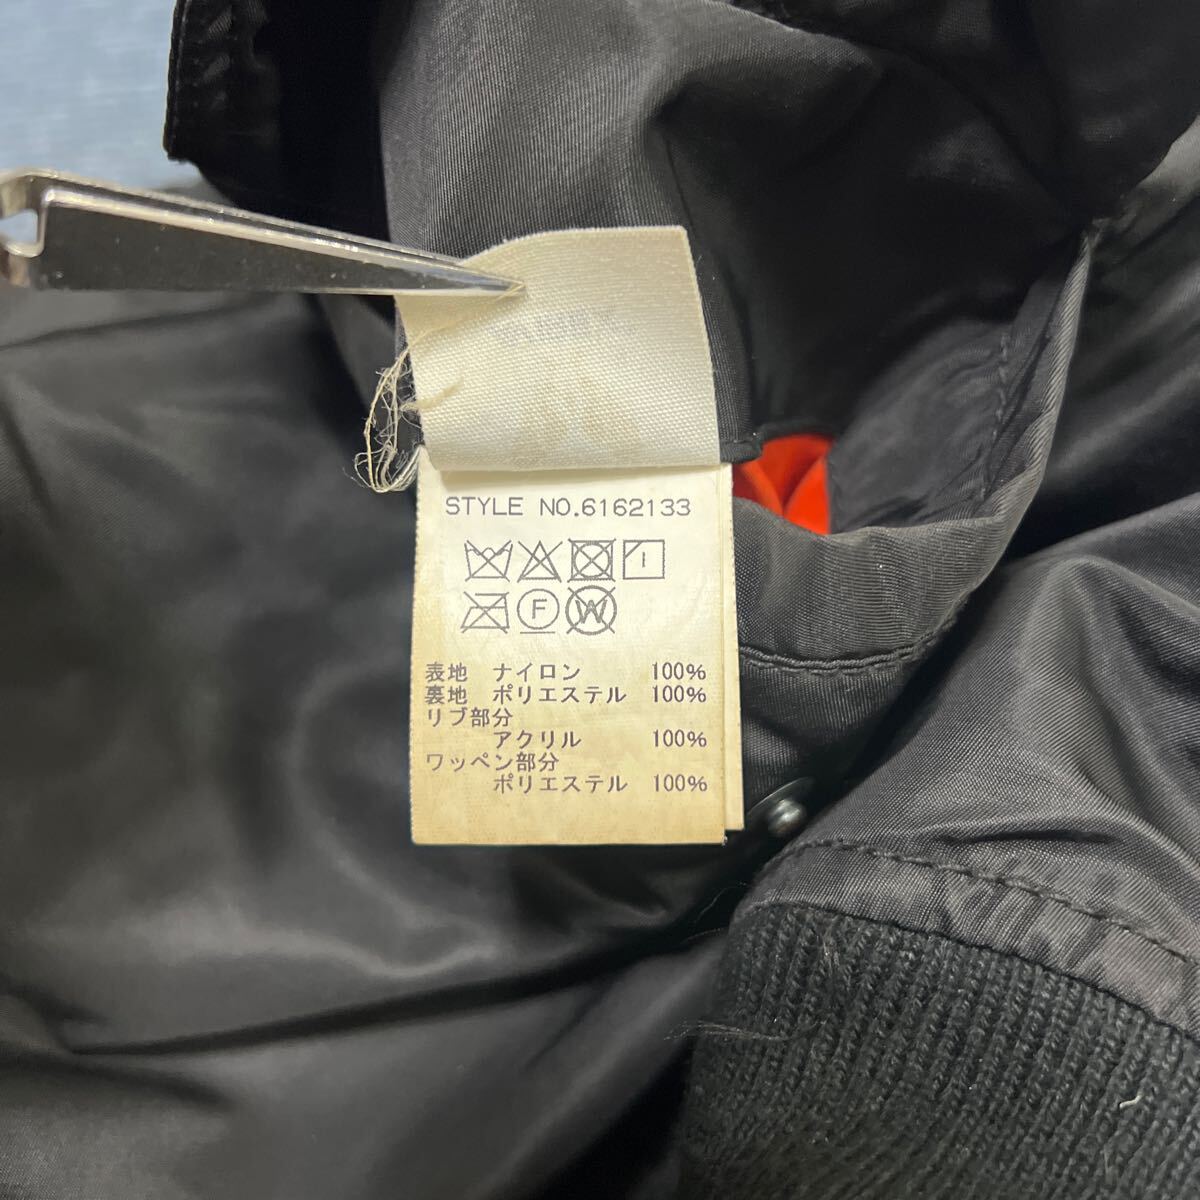 STYLE NO.6162133
F
W
表地 ナイロン 100%
裏地 ポリエステル 100%
リブ部分
アクリル 100%
ワッペン部分
ポリエステル 100%